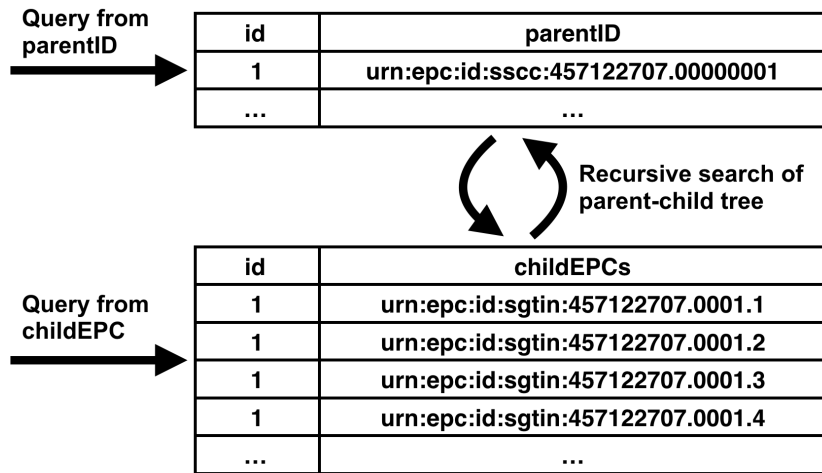 Query from
parentID
id parentID
1 urn:epc:id:sscc:457122707.00000001
... ...
Recursive search of
parent-child tree
Query from
childEPC
id childEPCs
1 urn:epc:id:sgtin:457122707.0001.1
1 urn:epc:id:sgtin:457122707.0001.2
1 urn:epc:id:sgtin:457122707.0001.3
1 urn:epc:id:sgtin:457122707.0001.4
... ...